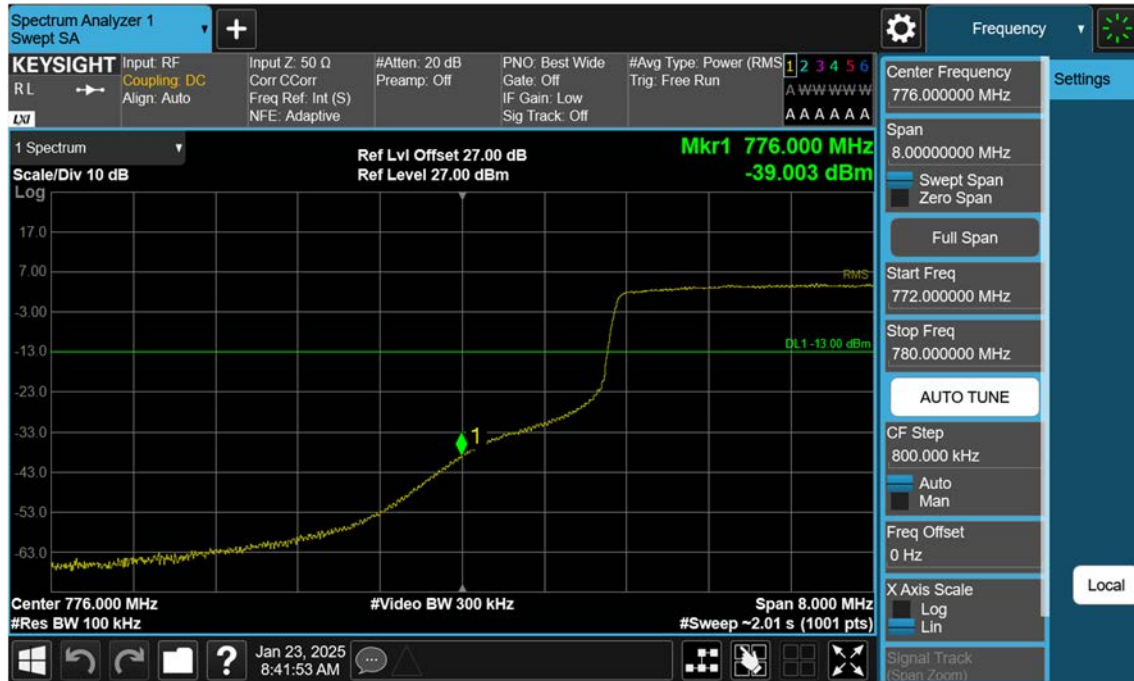 Spectrum Analyzer 1
Swept SA
Frequency
KEYSIGHT
RL
LXI
Input: RF
Coupling: DC
Align: Auto
Input Z: 50 Ω
Corr CCorr
Freq Ref: Int (S)
NFE: Adaptive
#Atten: 20 dB
Preamp: Off
PNO: Best Wide
Gate: Off
IF Gain: Low
Sig Track: Off
#Avg Type: Power (RMS
Trig: Free Run
1 2 3 4 5 6
A W W W W W
A A A A A A
1 Spectrum
Scale/Div 10 dB
Log
Ref Lvl Offset 27.00 dB
Ref Level 27.00 dBm
Mkr1 776.000 MHz
-39.003 dBm
17.0
7.00
RMS
-3.00
-13.0
DL1 -13.00 dBm
-23.0
-33.0
1
-43.0
-53.0
-63.0
Center 776.000 MHz
#Video BW 300 kHz
Span 8.000 MHz
#Res BW 100 kHz
#Sweep ~2.01 s (1001 pts)
Jan 23, 2025
8:41:53 AM
Center Frequency
776.000000 MHz
Span
8.00000000 MHz
Swept Span
Zero Span
Full Span
Start Freq
772.000000 MHz
Stop Freq
780.000000 MHz
AUTO TUNE
CF Step
800.000 kHz
Auto
Man
Freq Offset
0 Hz
X Axis Scale
Log
Lin
Signal Track
(Span Zoom)
Settings
Local